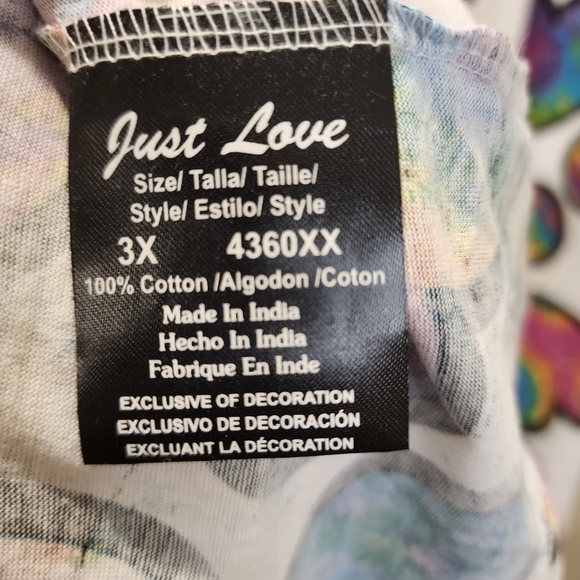 Just Love
Size/ Talla/ Taille/
Style/ Estilo/ Style
3X 4360XX
100% Cotton /Algodon /Coton
Made In India
Hecho In India
Fabrique En Inde
EXCLUSIVE OF DECORATION
EXCLUSIVO DE DECORACIÓN
EXCLUANT LA DÉCORATION